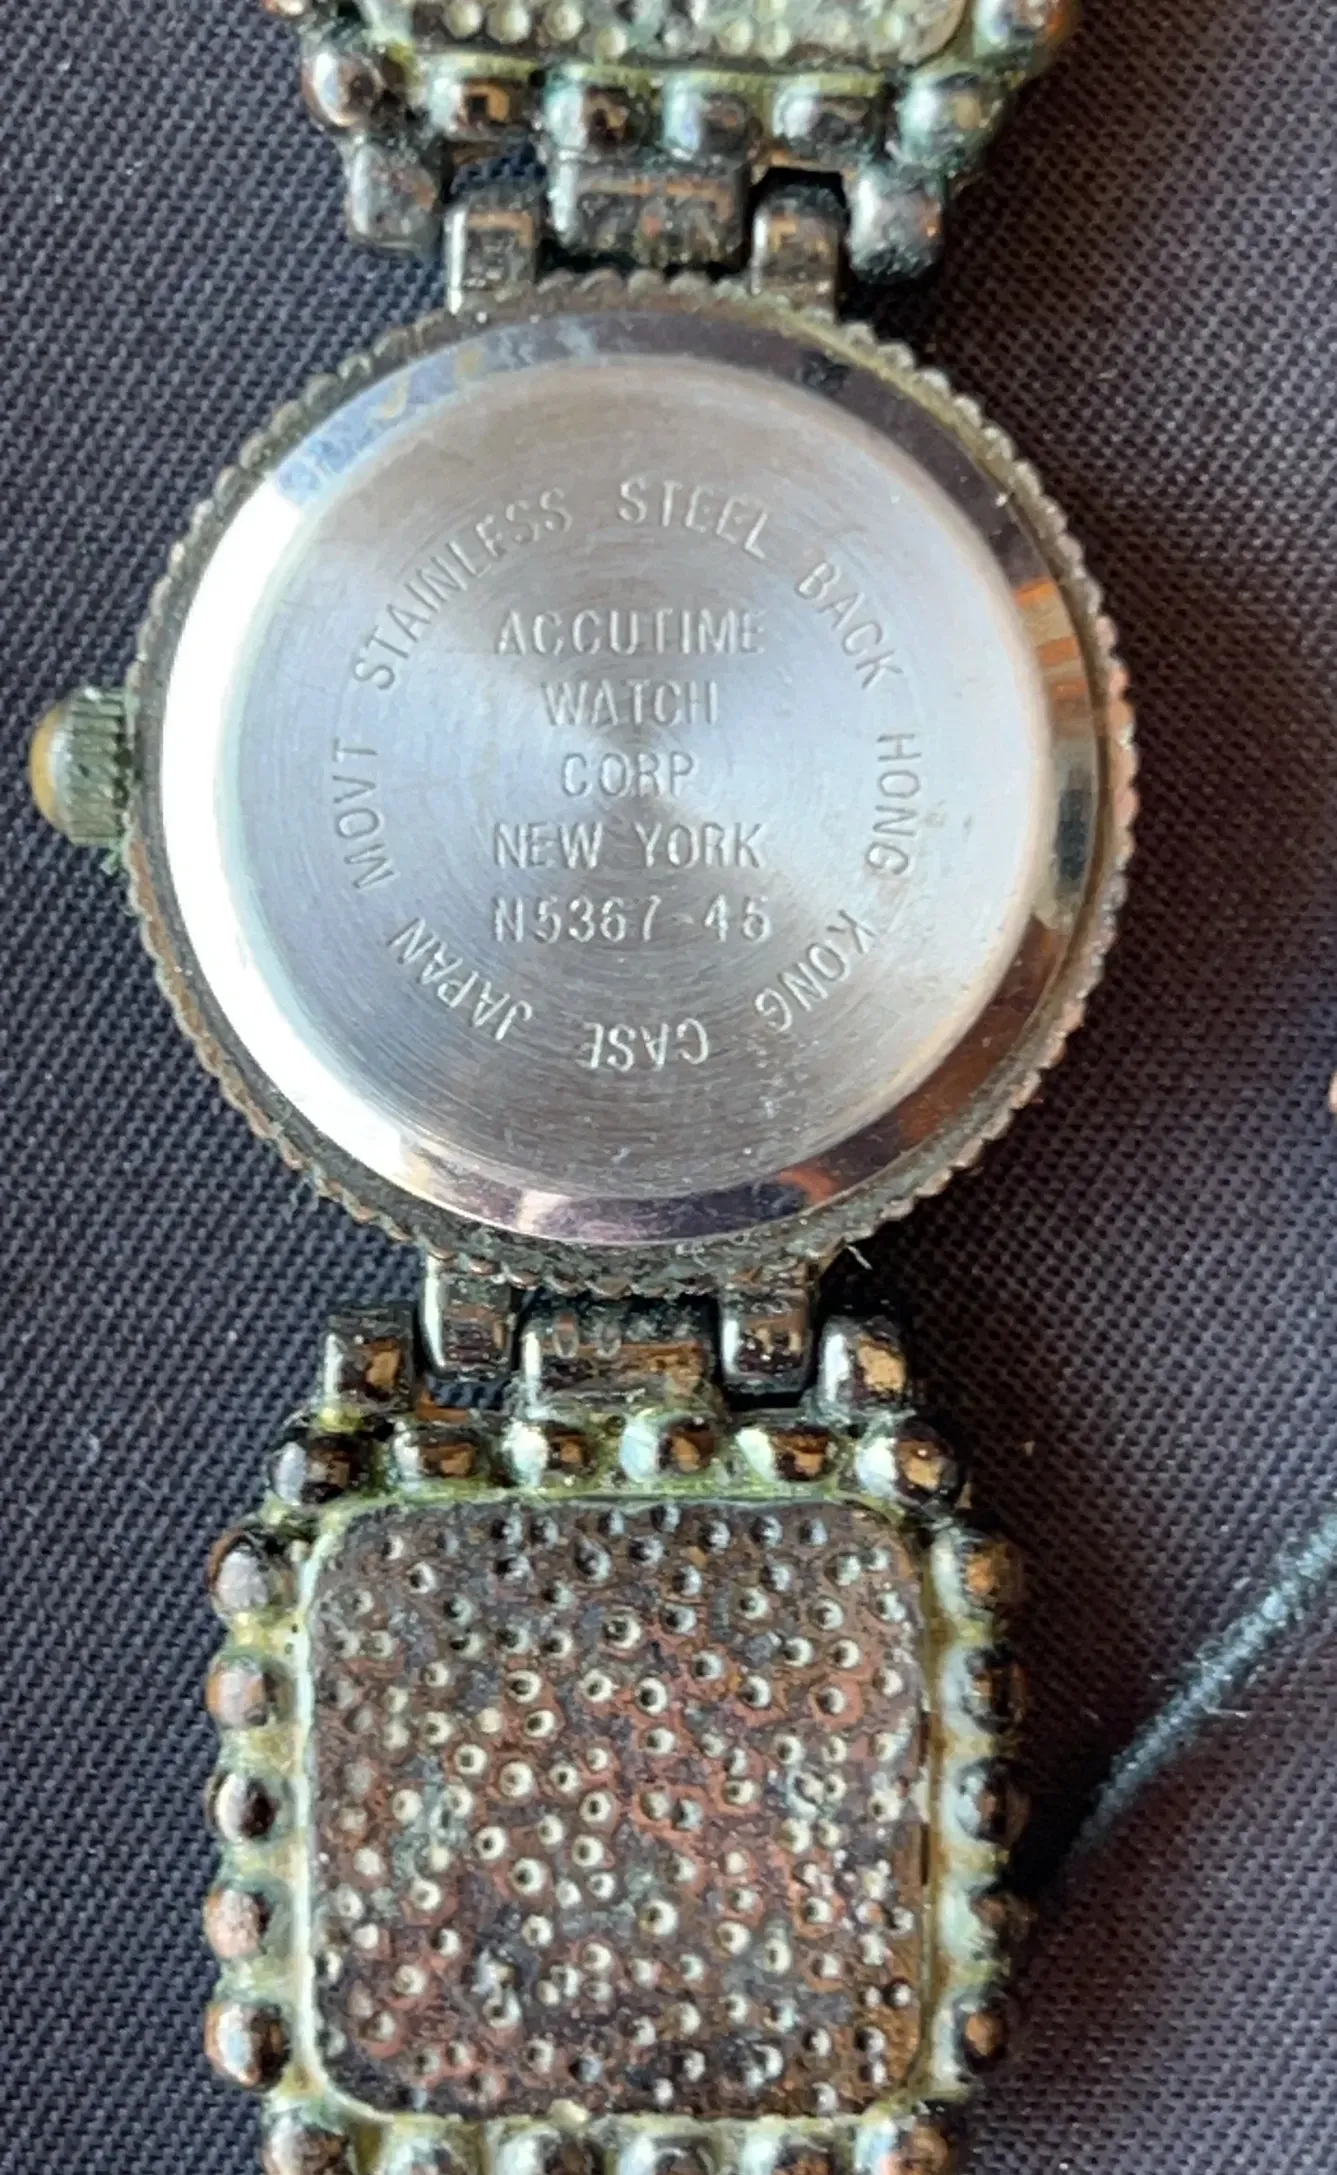 STAINLESS STEEL BACK HONG KONG CASE JAPAN MOVT
ACCUTIME
WATCH
CORP
NEW YORK
N5367-45